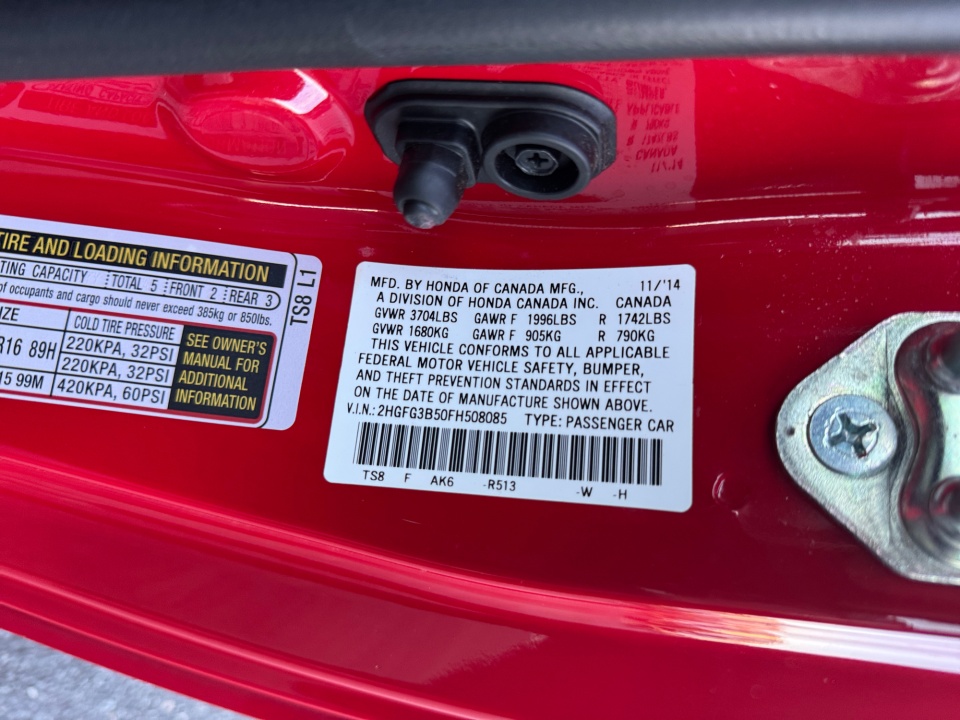 TIRE AND LOADING INFORMATION
TING CAPACITY TOTAL 5 FRONT 2 REAR 3
of occupants and cargo should never exceed 385kg or 850lbs.
IZE COLD TIRE PRESSURE
R16 89H 220KPA, 32PSI
220KPA, 32PSI
15 99M 420KPA, 60PSI
SEE OWNER'S
MANUAL FOR
ADDITIONAL
INFORMATION
TS8 L1
MFD. BY HONDA OF CANADA MFG., 11/'14
A DIVISION OF HONDA CANADA INC. CANADA
GVWR 3704LBS GAWR F 1996LBS R 1742LBS
GVWR 1680KG GAWR F 905KG R 790KG
THIS VEHICLE CONFORMS TO ALL APPLICABLE
FEDERAL MOTOR VEHICLE SAFETY, BUMPER,
AND THEFT PREVENTION STANDARDS IN EFFECT
ON THE DATE OF MANUFACTURE SHOWN ABOVE.
V.I.N.: 2HGFG3B50FH508085 TYPE: PASSENGER CAR
TS8 F AK6 -R513 -W -H